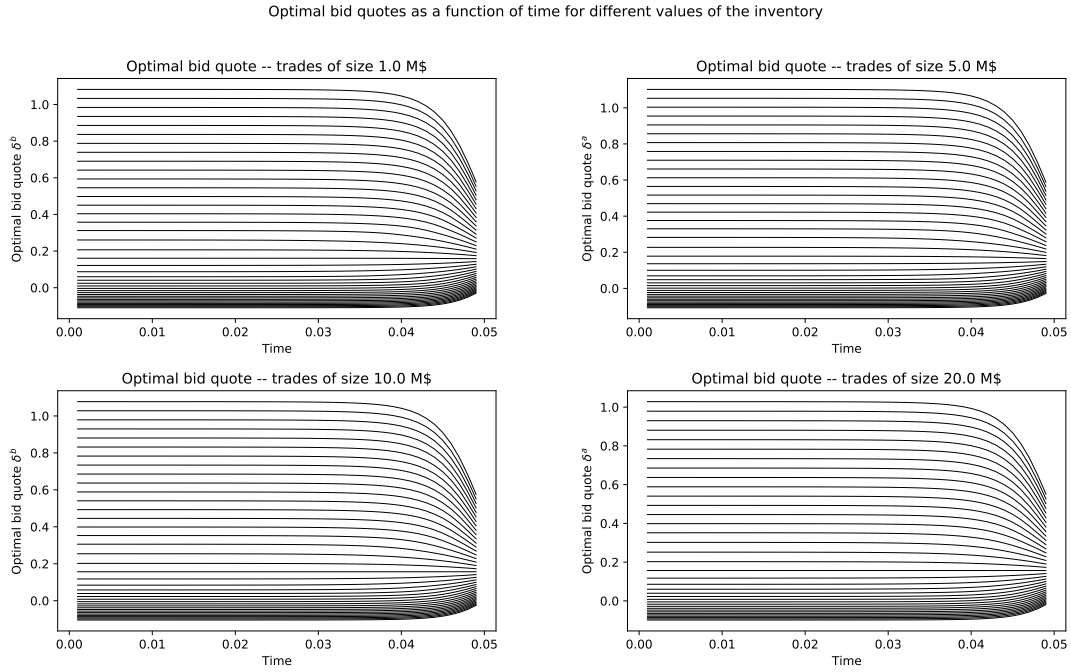 Optimal bid quotes as a function of time for different values of the inventory
Optimal bid quote -- trades of size 1.0 M$
Optimal bid quote δᵇ
1.0
0.8
0.6
0.4
0.2
0.0
0.00 0.01 0.02 0.03 0.04 0.05
Time
Optimal bid quote -- trades of size 5.0 M$
Optimal bid quote δᵃ
1.0
0.8
0.6
0.4
0.2
0.0
0.00 0.01 0.02 0.03 0.04 0.05
Time
Optimal bid quote -- trades of size 10.0 M$
Optimal bid quote δᵇ
1.0
0.8
0.6
0.4
0.2
0.0
0.00 0.01 0.02 0.03 0.04 0.05
Time
Optimal bid quote -- trades of size 20.0 M$
Optimal bid quote δᵃ
1.0
0.8
0.6
0.4
0.2
0.0
0.00 0.01 0.02 0.03 0.04 0.05
Time